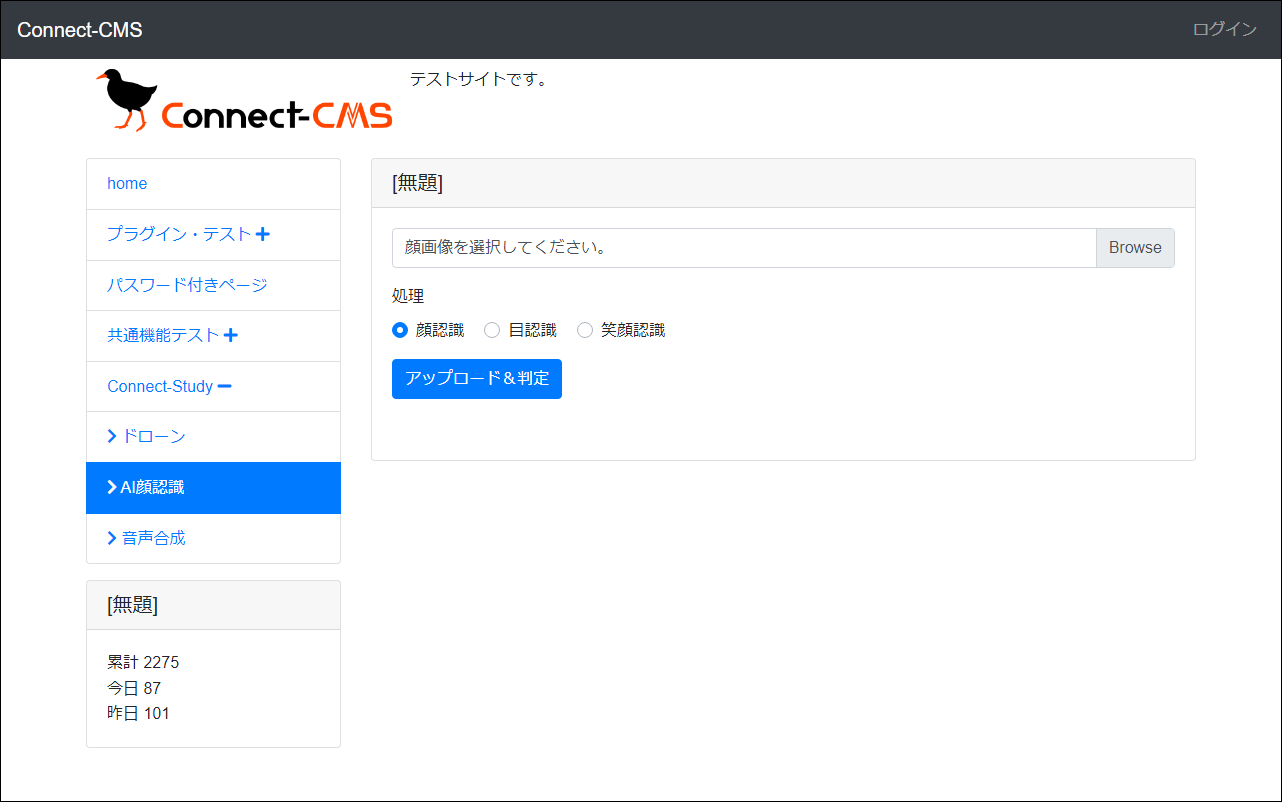 Connect-CMS
ログイン
Connect-CMS
テストサイトです。
home
プラグイン・テスト
パスワード付きページ
共通機能テスト
Connect-Study
ドローン
AI顔認識
音声合成
[無題]
累計 2275
今日 87
昨日 101
[無題]
顔画像を選択してください。
Browse
処理
顔認識 目認識 笑顔認識
アップロード＆判定